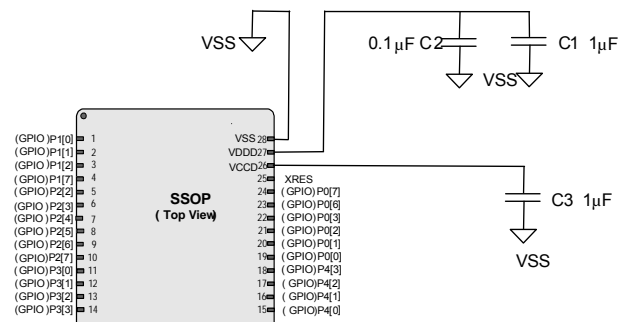 VSS
0.1 µF C2
C1 1µF
VSS
(GPIO )P1[0] 1
(GPIO )P1[1] 2
(GPIO )P1[2] 3
(GPIO )P1[7] 4
(GPIO )P2[2] 5
(GPIO )P2[3] 6
(GPIO )P2[4] 7
(GPIO )P2[5] 8
(GPIO )P2[6] 9
(GPIO)P2[7] 10
(GPIO )P3[0] 11
(GPIO )P3[1] 12
(GPIO )P3[2] 13
(GPIO )P3[3] 14
SSOP
( Top View)
VSS 28
VDDD27
VCCD26
25 XRES
24 ( GPIO) P0[7]
23 ( GPIO)P0[6]
22 ( GPIO)P0[3]
21 ( GPIO)P0[2]
20 ( GPIO)P0[1]
19 ( GPIO)P0[0]
18 ( GPIO)P4[3]
17 ( GPIO)P4[2]
16 ( GPIO)P4[1]
15 ( GPIO)P4[0]
C3 1µF
VSS